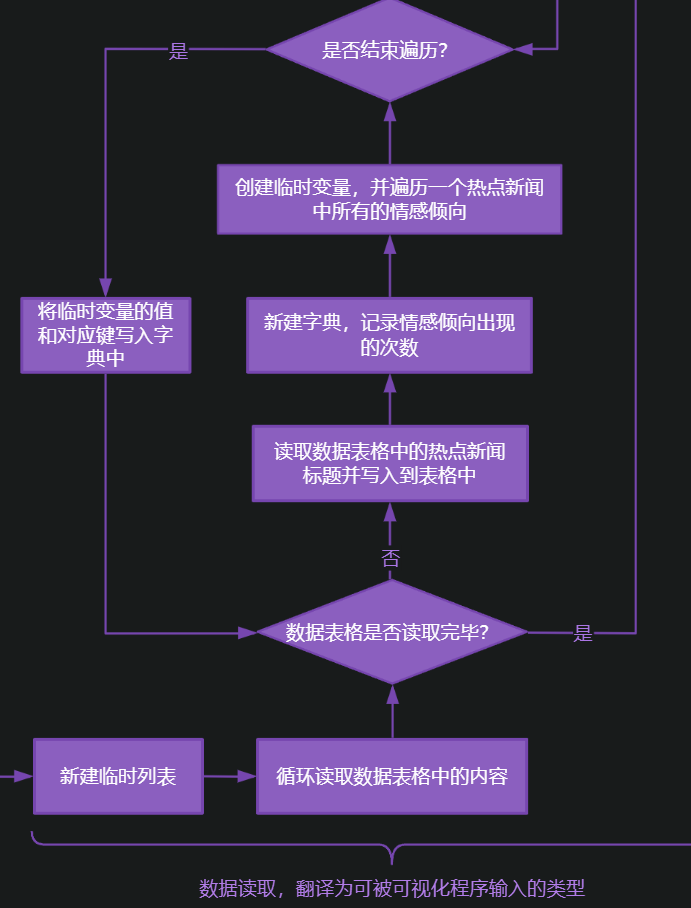 是否结束遍历？
是
创建临时变量，并遍历一个热点新闻
中所有的情感倾向
将临时变量的值
和对应键写入字
典中
新建字典，记录情感倾向出现
的次数
读取数据表格中的热点新闻
标题并写入到表格中
否
数据表格是否读取完毕？
是
新建临时列表
循环读取数据表格中的内容
数据读取，翻译为可被可视化程序输入的类型